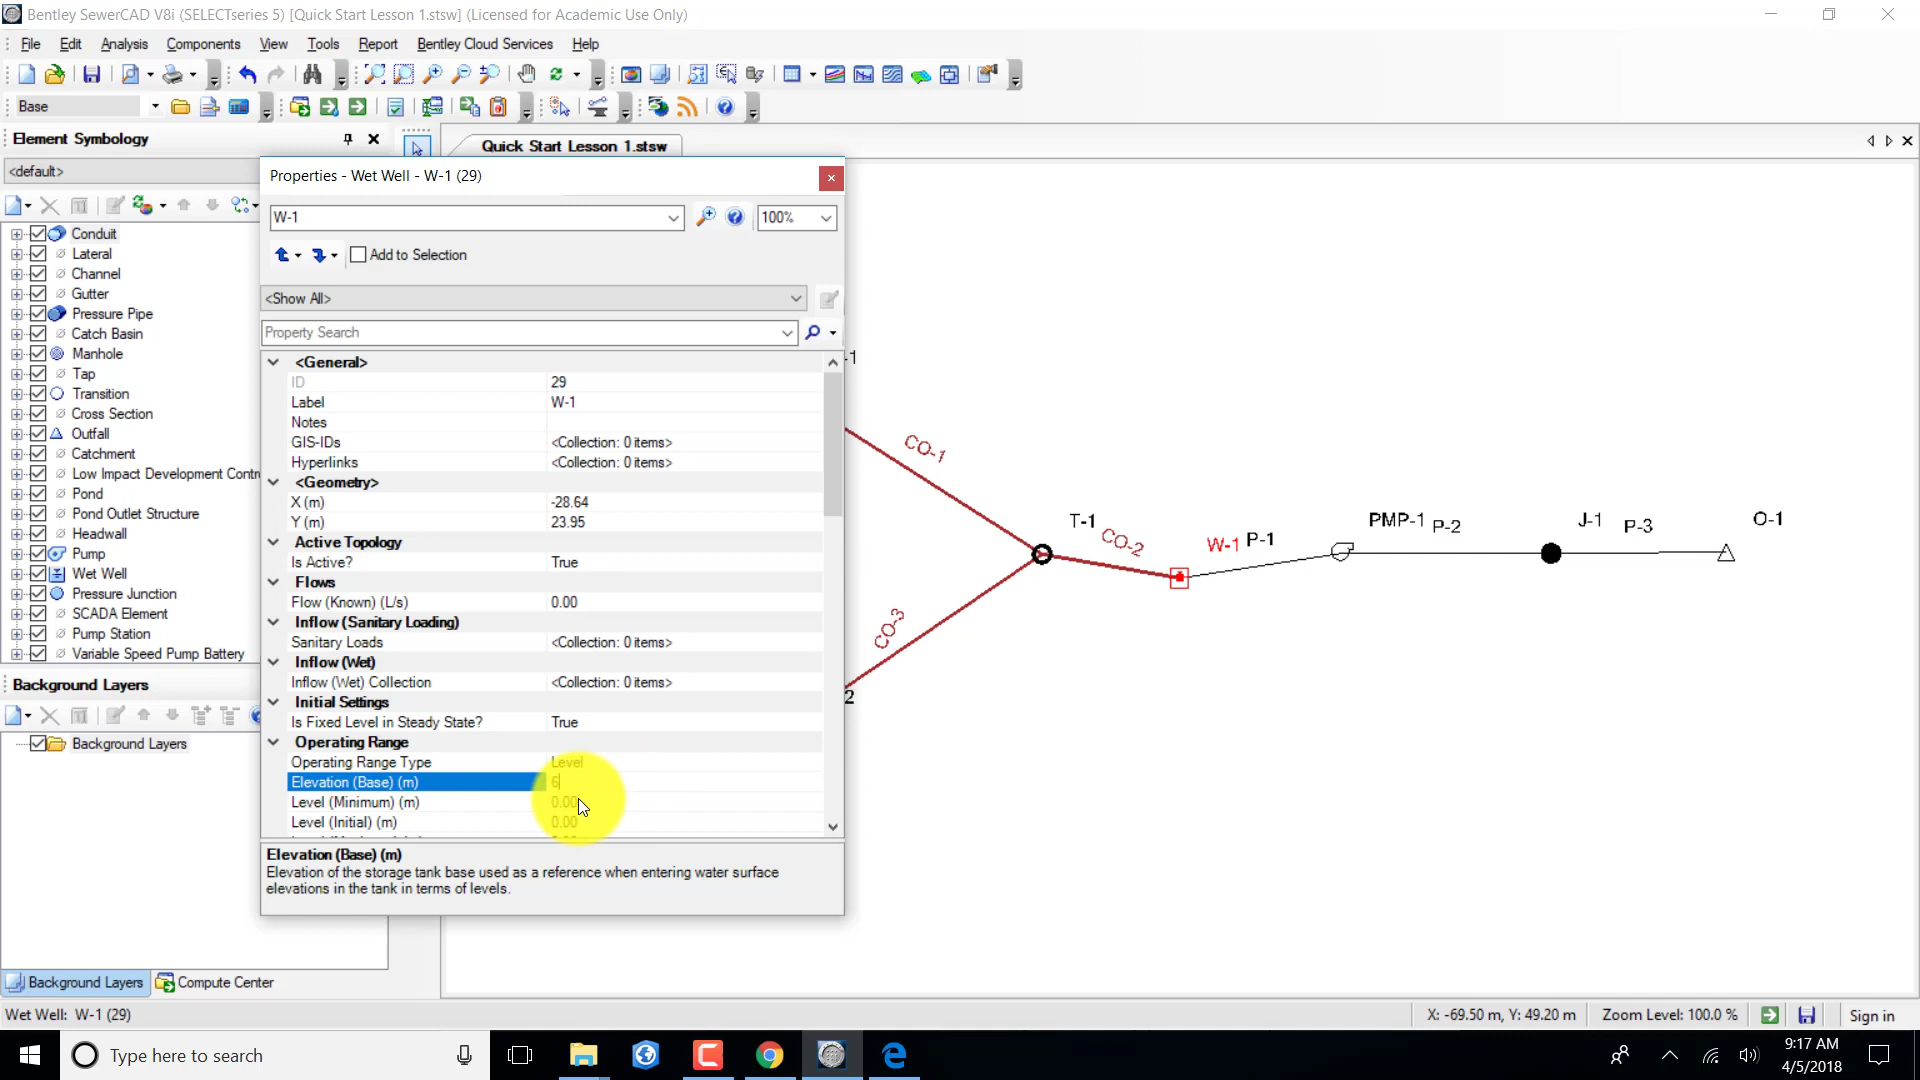 Bentley SewerCAD V8i (SELECTseries 5) [Quick Start Lesson 1.stsw] (Licensed for Academic Use Only)
File Edit Analysis Components View Tools Report Bentley Cloud Services Help
Base
Element Symbology
<default>
Conduit
Lateral
Channel
Gutter
Pressure Pipe
Catch Basin
Manhole
Tap
Transition
Cross Section
Outfall
Catchment
Low Impact Development Contr
Pond
Pond Outlet Structure
Headwall
Pump
Wet Well
Pressure Junction
SCADA Element
Pump Station
Variable Speed Pump Battery
Background Layers
Background Layers
Background Layers Compute Center
Quick Start Lesson 1.stsw
Properties - Wet Well - W-1 (29)
W-1 100%
Add to Selection
<Show All>
Property Search
<General>
ID 29
Label W-1
Notes
GIS-IDs <Collection: 0 items>
Hyperlinks <Collection: 0 items>
<Geometry>
X (m) -28.64
Y (m) 23.95
Active Topology
Is Active? True
Flows
Flow (Known) (L/s) 0.00
Inflow (Sanitary Loading)
Sanitary Loads <Collection: 0 items>
Inflow (Wet)
Inflow (Wet) Collection <Collection: 0 items>
Initial Settings
Is Fixed Level in Steady State? True
Operating Range
Operating Range Type Level
Elevation (Base) (m) 6
Level (Minimum) (m) 0.00
Level (Initial) (m) 0.00
Elevation (Base) (m)
Elevation of the storage tank base used as a reference when entering water surface
elevations in the tank in terms of levels.
-1
CO-1
T-1
CO-2
W-1 P-1
PMP-1 P-2
J-1 P-3
O-1
CO-3
2
Wet Well: W-1 (29)
X: -69.50 m, Y: 49.20 m Zoom Level: 100.0 % Sign in
Type here to search
9:17 AM
4/5/2018